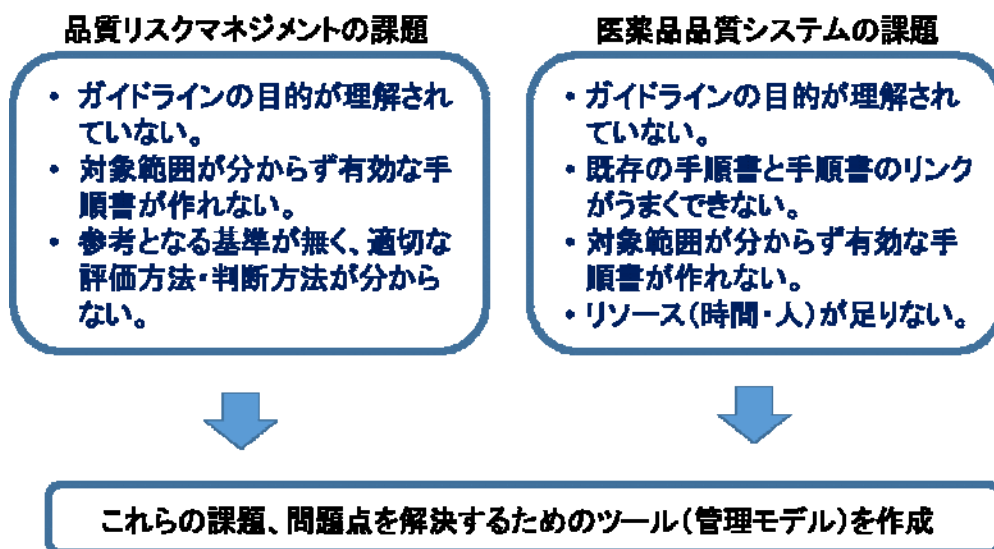 品質リスクマネジメントの課題
・ ガイドラインの目的が理解され
ていない。
・ 対象範囲が分からず有効な手
順書が作れない。
・ 参考となる基準が無く、適切な
評価方法・判断方法が分から
ない。
医薬品品質システムの課題
・ガイドラインの目的が理解され
ていない。
・既存の手順書と手順書のリンク
がうまくできない。
・対象範囲が分からず有効な手
順書が作れない。
・リソース(時間・人)が足りない。
これらの課題、問題点を解決するためのツール(管理モデル)を作成